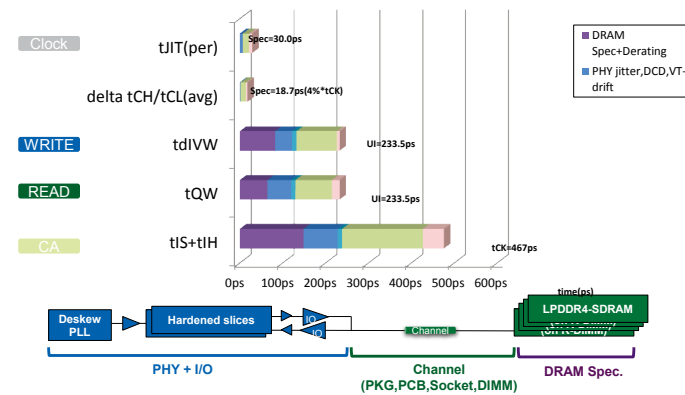 Clock
tJIT(per)
Spec=30.0ps
delta tCH/tCL(avg)
Spec=18.7ps(4%*tCK)
WRITE
tdIVW
UI=233.5ps
READ
tQW
UI=233.5ps
CA
tIS+tIH
tCK=467ps
0ps 100ps 200ps 300ps 400ps 500ps 600ps
time(ps)
DRAM
Spec+Derating
PHY jitter,DCD,VT-
drift
Deskew
PLL
Hardened slices
IO
IO
Channel
LPDDR4-SDRAM
PHY + I/O
Channel
(PKG,PCB,Socket,DIMM)
DRAM Spec.